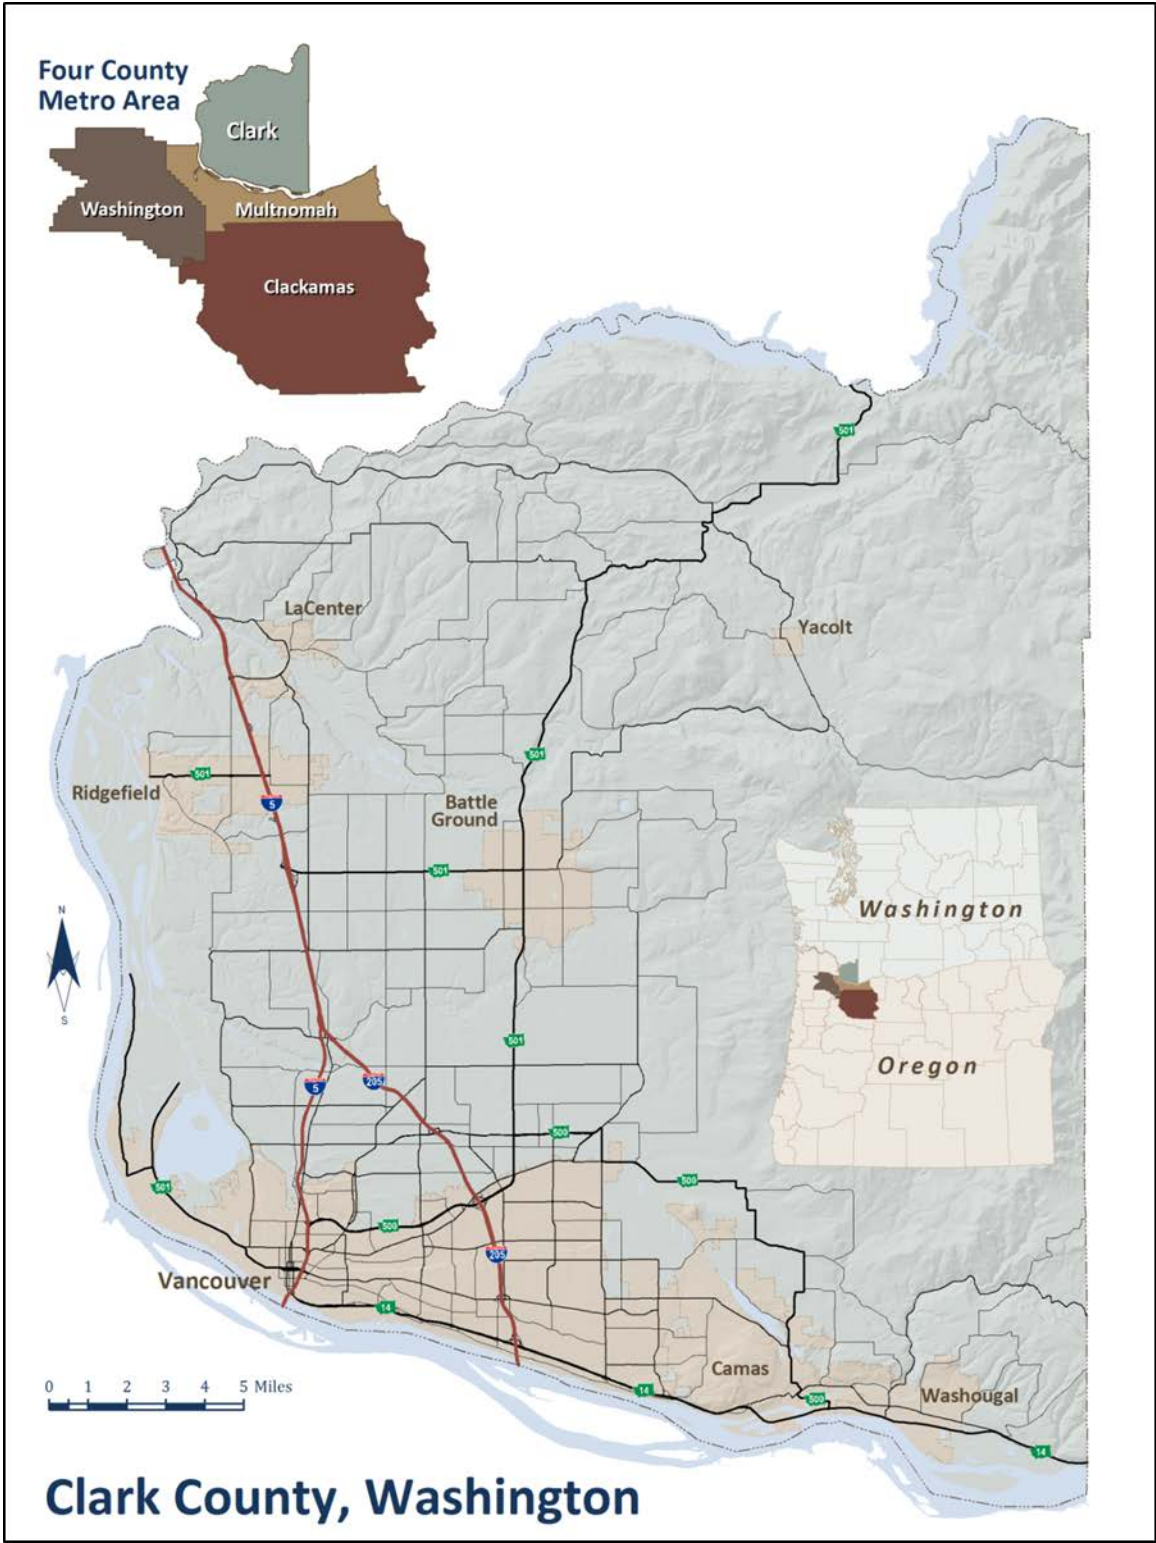 Four County
Metro Area
Clark
Washington
Multnomah
Clackamas
501
LaCenter
Yacolt
501
501
Ridgefield
5
Battle
Ground
501
Washington
N
S
Oregon
501
5
205
500
501
500
500
205
Vancouver
14
Camas
0 1 2 3 4 5 Miles
14
500
Washougal
14
Clark County, Washington